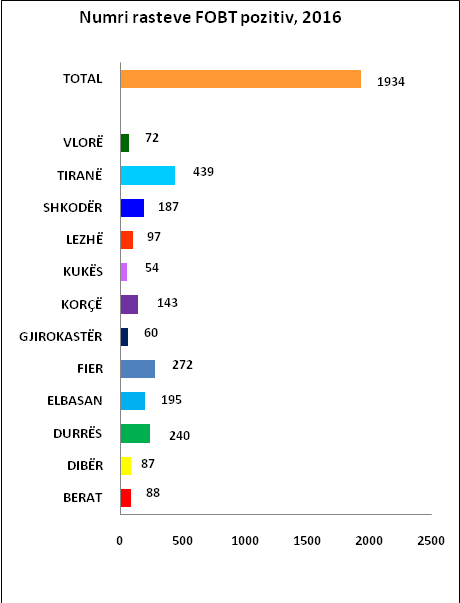 Numri rasteve FOBT pozitiv, 2016
TOTAL 1934
VLORË 72
TIRANË 439
SHKODËR 187
LEZHË 97
KUKËS 54
KORÇË 143
GJIROKASTËR 60
FIER 272
ELBASAN 195
DURRËS 240
DIBËR 87
BERAT 88
0 500 1000 1500 2000 2500